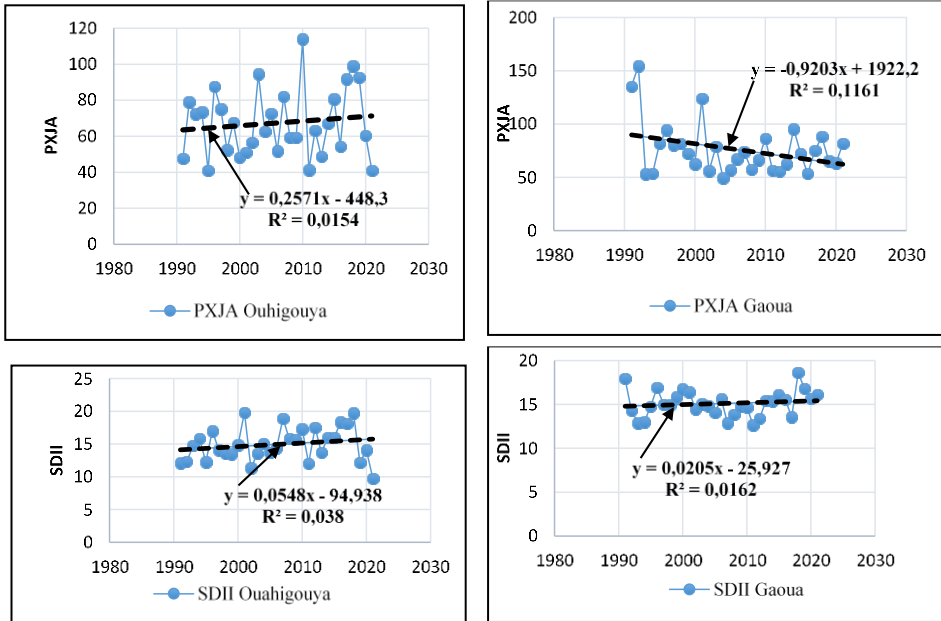 120
100
80
60
40
20
0
PXJA
y = 0,2571x - 448,3
R² = 0,0154
1980 1990 2000 2010 2020 2030
PXJA Ouhigouya
200
150
100
50
0
PXJA
y = -0,9203x + 1922,2
R² = 0,1161
1980 1990 2000 2010 2020 2030
PXJA Gaoua
25
20
15
10
5
0
SDII
y = 0,0548x - 94,938
R² = 0,038
1980 1990 2000 2010 2020 2030
SDII Ouahigouya
20
15
10
5
0
SDII
y = 0,0205x - 25,927
R² = 0,0162
1980 1990 2000 2010 2020 2030
SDII Gaoua